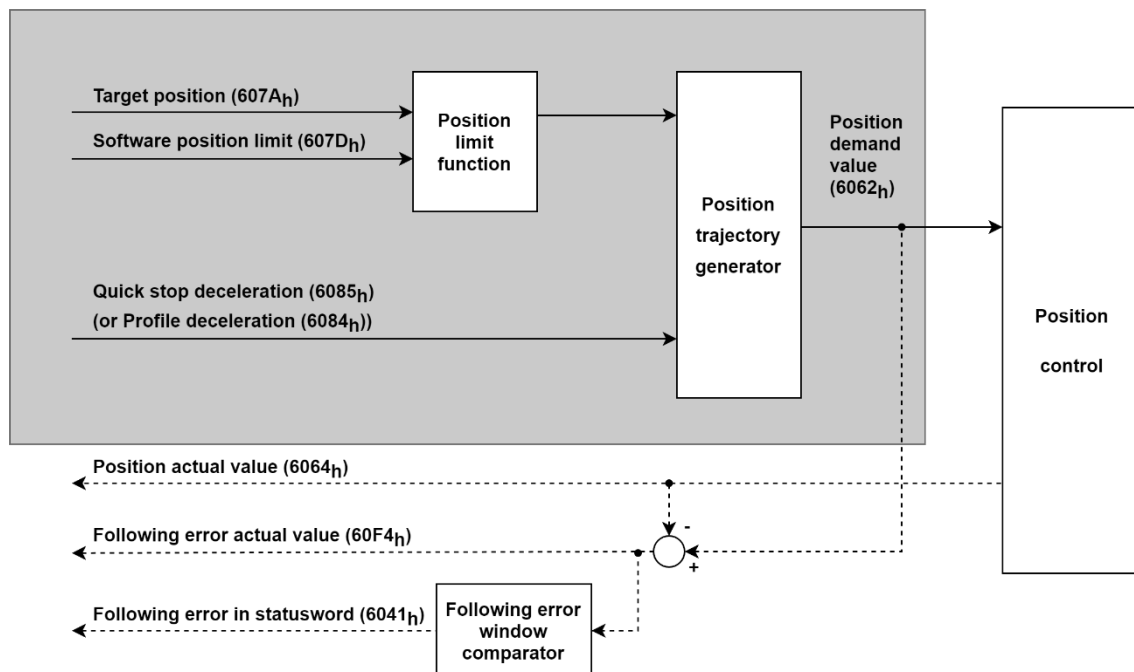 Target position (607Ah)
Software position limit (607Dh)
Position
limit
function
Position
demand
value
(6062h)
Position
trajectory
generator
Quick stop deceleration (6085h)
(or Profile deceleration (6084h))
Position
control
Position actual value (6064h)
-
Following error actual value (60F4h)
+
Following error in statusword (6041h)
Following error
window
comparator